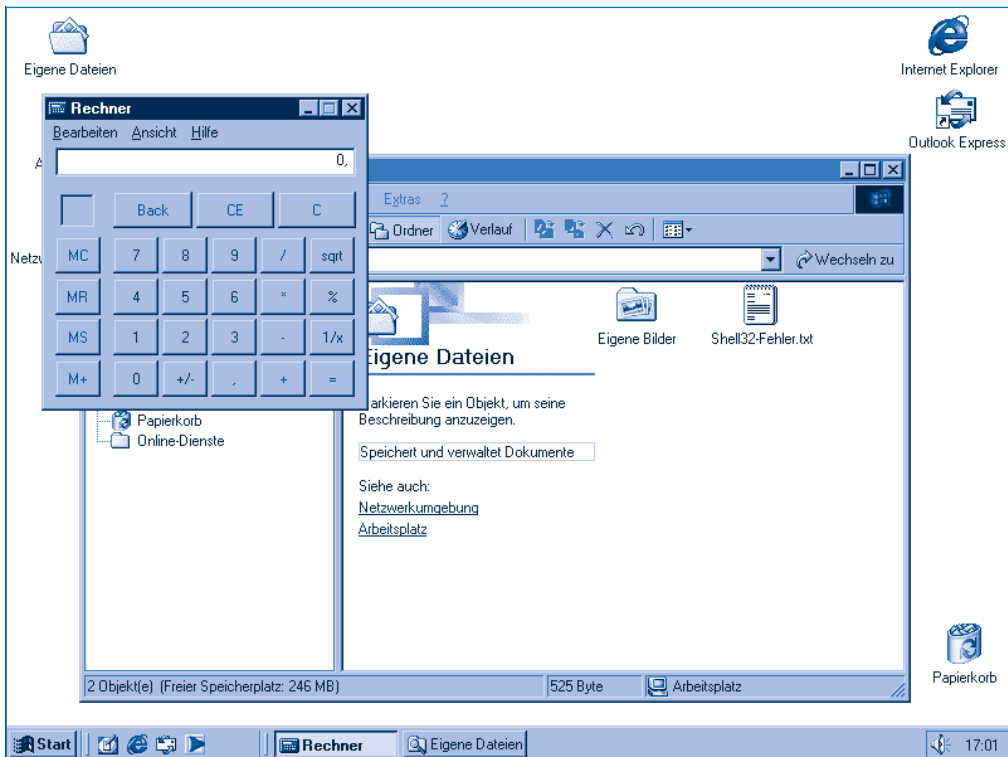 Eigene Dateien
Internet Explorer
Rechner
Bearbeiten Ansicht Hilfe
0,
Outlook Express
Back CE C
MC 7 8 9 / sqrt
MR 4 5 6 * %
MS 1 2 3 - 1/x
M+ 0 +/- , + =
Extras ?
Ordner Verlauf
Wechseln zu
Eigene Dateien
Eigene Bilder
Shell32-Fehler.txt
Markieren Sie ein Objekt, um seine
Beschreibung anzuzeigen.
Speichert und verwaltet Dokumente
Siehe auch:
Netzwerkumgebung
Arbeitsplatz
Papierkorb
Online-Dienste
2 Objekt(e) (Freier Speicherplatz: 246 MB)
525 Byte
Arbeitsplatz
Papierkorb
Start
Rechner
Eigene Dateien
17:01